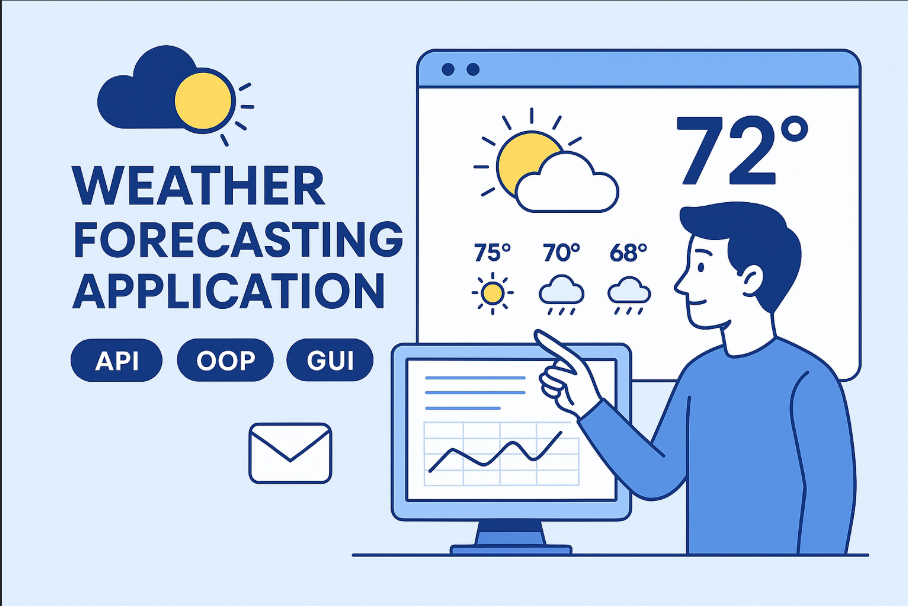 WEATHER
FORECASTING
APPLICATION
API OOP GUI
72°
75° 70° 68°